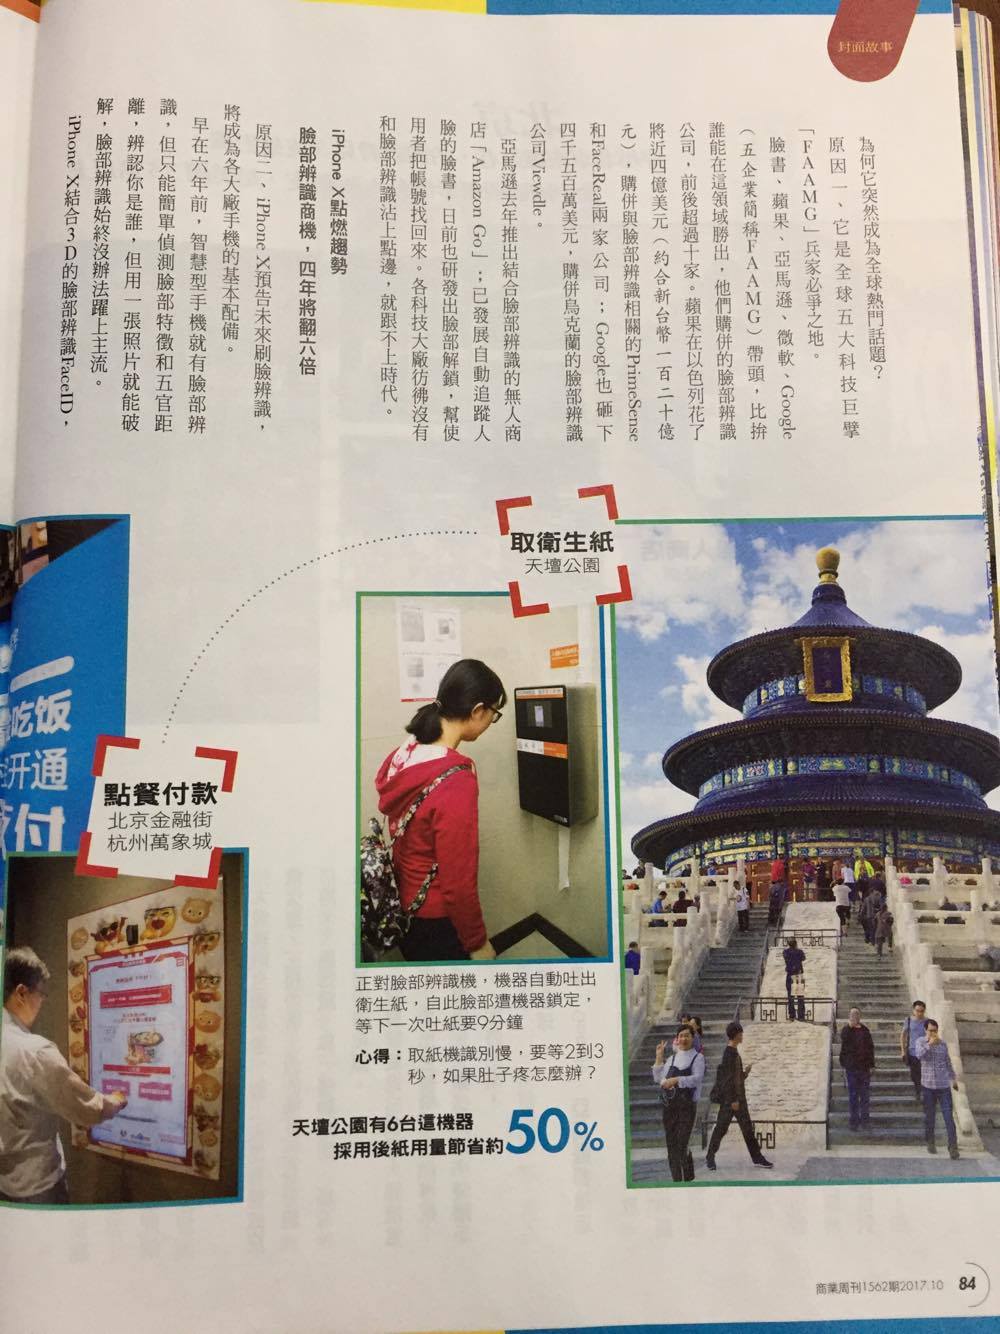 封面故事
為何它突然成為全球熱門話題？
原因一、它是全球五大科技巨擘
「FAAMG」兵家必爭之地。
臉書、蘋果、亞馬遜、微軟、Google
（五企業簡稱FAAMG）帶頭，比拚
誰能在這領域勝出，他們購併的臉部辨識
公司，前後超過十家。蘋果在以色列花了
將近四億美元（約合新台幣一百二十億
元），購併與臉部辨識相關的PrimeSense
和FaceReal兩家公司；Google也砸下
四千五百萬美元，購併烏克蘭的臉部辨識
公司Viewdle。
亞馬遜去年推出結合臉部辨識的無人商
店「Amazon Go」；已發展自動追蹤人
臉的臉書，日前也研發出臉部解鎖，幫使
用者把帳號找回來。各科技大廠彷彿沒有
和臉部辨識沾上點邊，就跟不上時代。
iPhone X點燃趨勢
臉部辨識商機，四年將翻六倍
原因二、iPhone X預告未來刷臉辨識，
將成為各大廠手機的基本配備。
早在六年前，智慧型手機就有臉部辨
識，但只能簡單偵測臉部特徵和五官距
離，辨認你是誰，但用一張照片就能破
解，臉部辨識始終沒辦法躍上主流。
iPhone X結合3D的臉部辨識FaceID，
取衛生紙
天壇公園
正對臉部辨識機，機器自動吐出
衛生紙，自此臉部遭機器鎖定，
等下一次吐紙要9分鐘
心得：取紙機識別慢，要等2到3
秒，如果肚子疼怎麼辦？
天壇公園有6台這機器
採用後紙用量節省約50%
吃饭
开通
付
點餐付款
北京金融街
杭州萬象城
商業周刊1562期2017.10 84